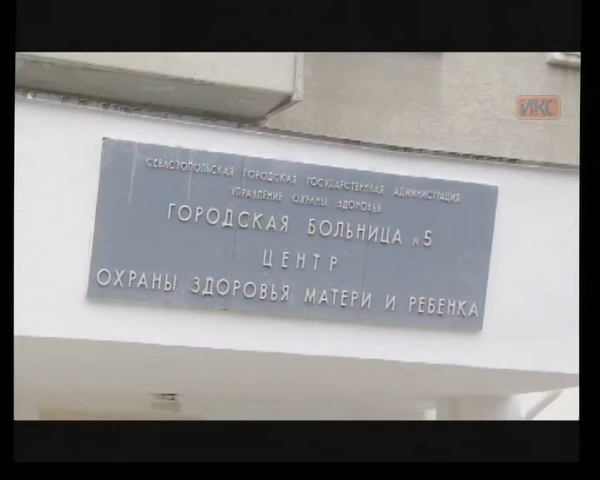 ИКС
СЕВАСТОПОЛЬСКАЯ ГОРОДСКАЯ ГОСУДАРСТВЕННАЯ АДМИНИСТРАЦИЯ
УПРАВЛЕНИЕ ОХРАНЫ ЗДОРОВЬЯ
ГОРОДСКАЯ БОЛЬНИЦА №5
ЦЕНТР
ОХРАНЫ ЗДОРОВЬЯ МАТЕРИ И РЕБЕНКА